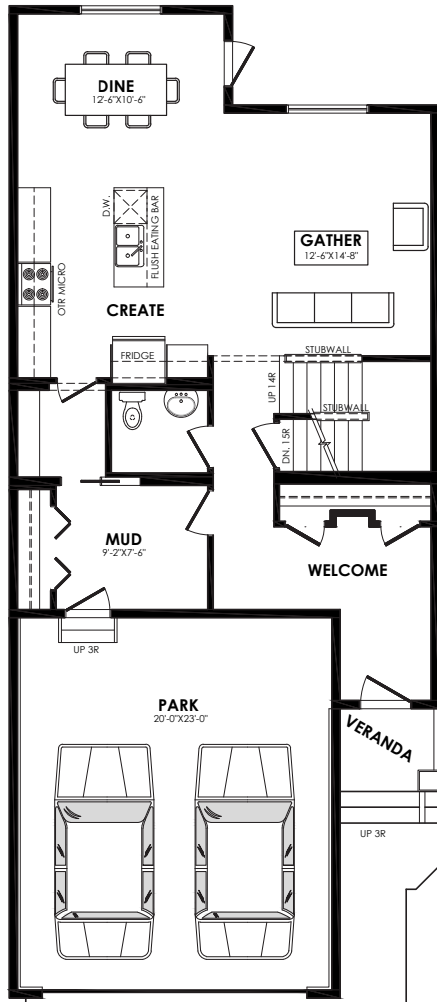 DINE
12'-6"X10'-6"
D.W.
FLUSH EATING BAR
GATHER
12'-6"X14'-8"
OTR MICRO
CREATE
FRIDGE
STUBWALL
UP 14R
STUBWALL
DN. 15R
MUD
9'-2"X7'-6"
WELCOME
UP 3R
PARK
20'-0"X23'-0"
VERANDA
UP 3R